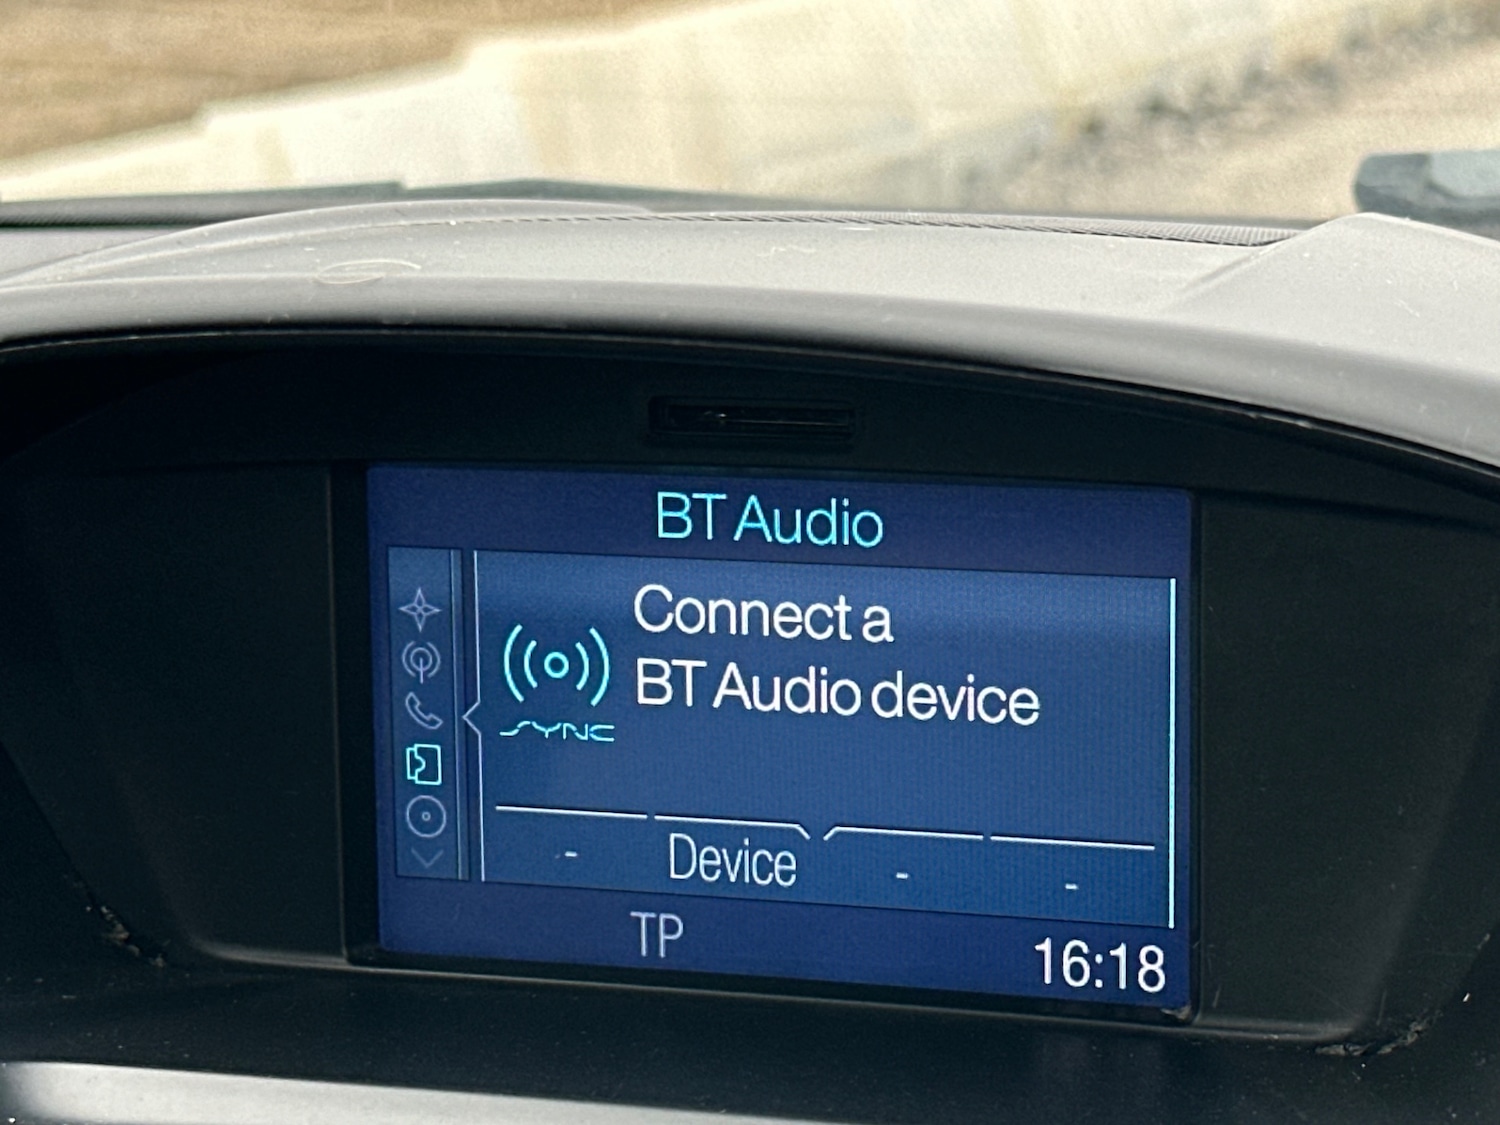 BT Audio
Connect a
BT Audio device
SYNC
- Device - -
TP
16:18